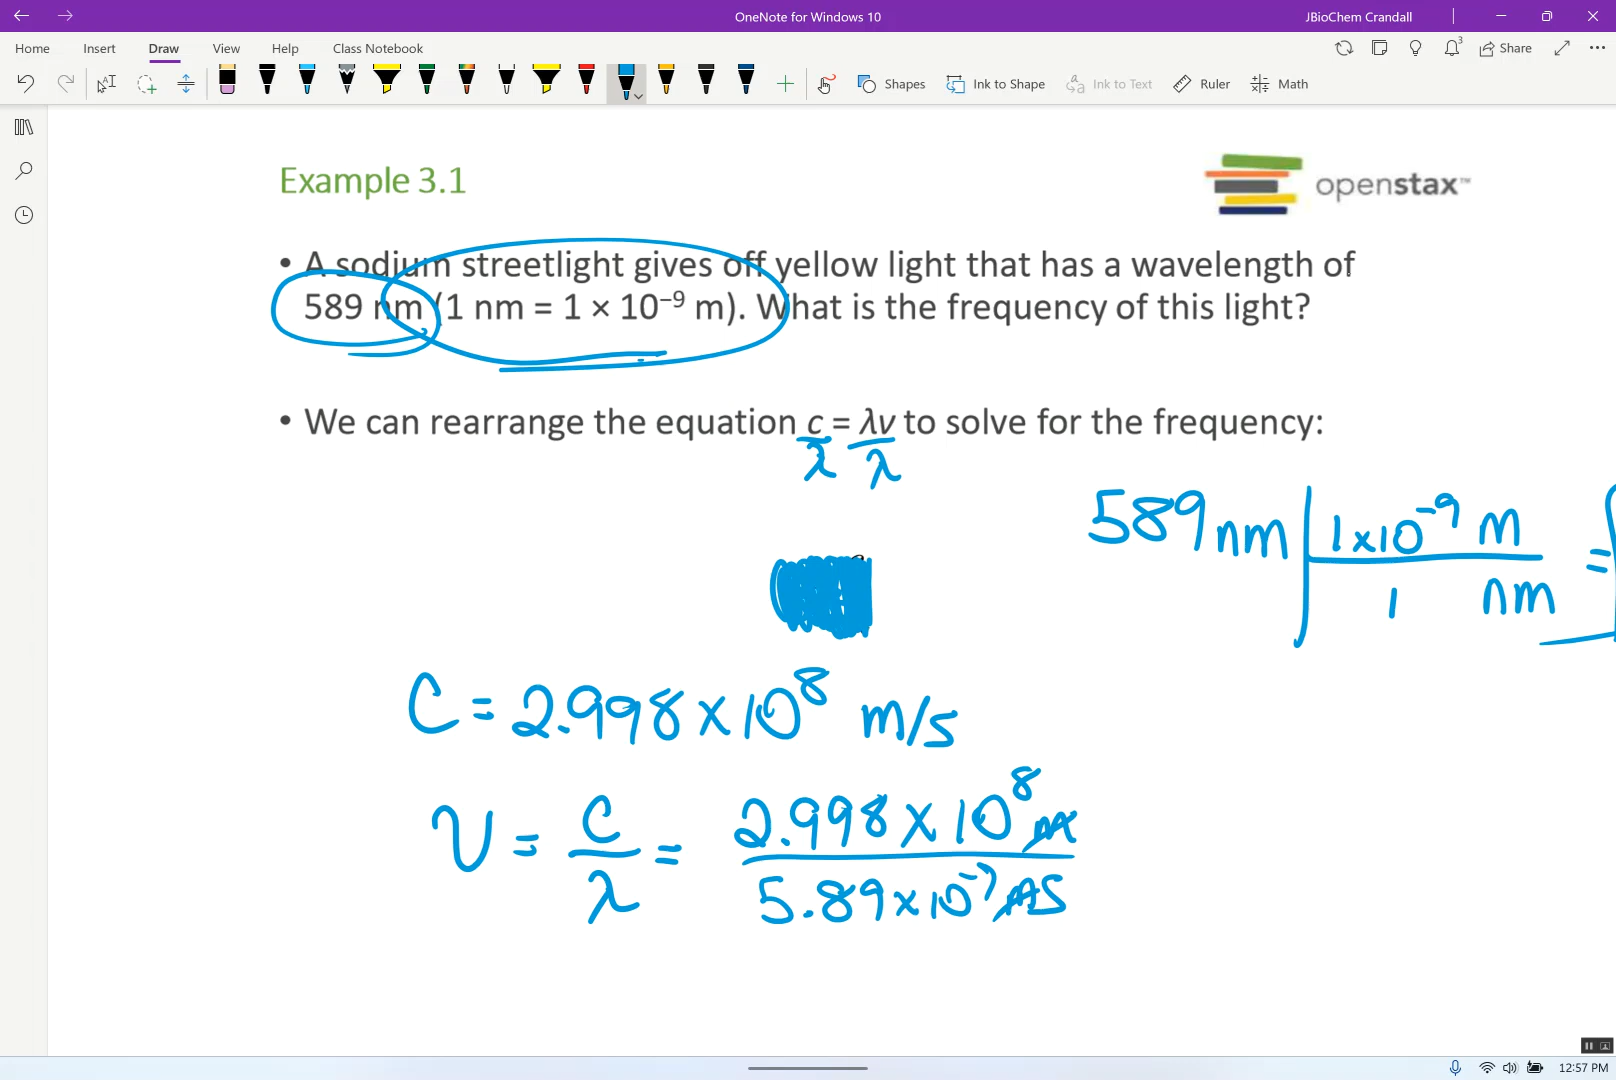 OneNote for Windows 10
JBioChem Crandall
Home Insert Draw View Help Class Notebook
3
Share
Shapes Ink to Shape Ink to Text Ruler Math
Example 3.1
openstax™
• A sodium streetlight gives off yellow light that has a wavelength of
589 nm (1 nm = 1 × 10⁻⁹ m). What is the frequency of this light?
• We can rearrange the equation c = λν to solve for the frequency:
λ λ
589 nm | 1x10⁻⁹ m =
1 nm
C = 2.998 x 10⁸ m/s
ν = C = 2.998 x 10⁸ m
λ 5.89 x 10⁻⁷ m s
12:57 PM